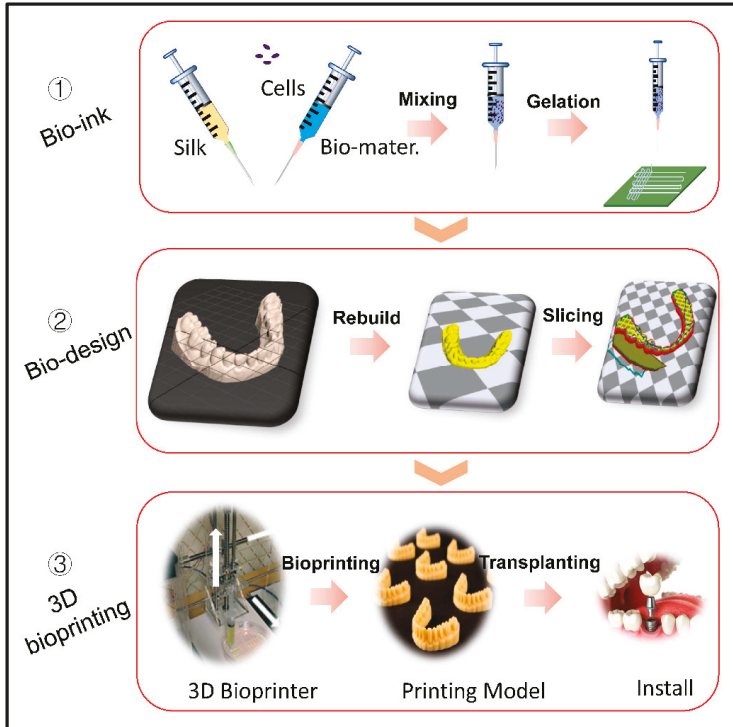 ①
Bio-ink
Silk
Cells
Bio-mater.
Mixing
Gelation
②
Bio-design
Rebuild
Slicing
③
3D
bioprinting
Bioprinting
Transplanting
3D Bioprinter
Printing Model
Install